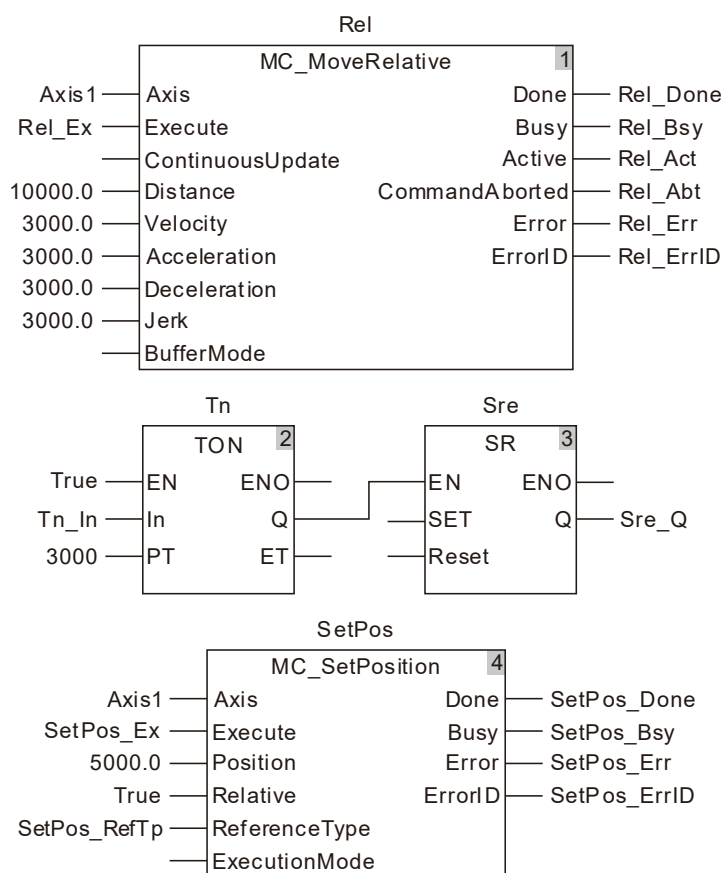 Rel
MC_MoveRelative 1
Axis1 Axis Done Rel_Done
Rel_Ex Execute Busy Rel_Bsy
ContinuousUpdate Active Rel_Act
10000.0 Distance CommandAborted Rel_Abt
3000.0 Velocity Error Rel_Err
3000.0 Acceleration ErrorID Rel_ErrID
3000.0 Deceleration
3000.0 Jerk
BufferMode
Tn Sre
TON 2 SR 3
True EN ENO EN ENO
Tn_In In Q SET Q Sre_Q
3000 PT ET Reset
SetPos
MC_SetPosition 4
Axis1 Axis Done SetPos_Done
SetPos_Ex Execute Busy SetPos_Bsy
5000.0 Position Error SetPos_Err
True Relative ErrorID SetPos_ErrID
SetPos_RefTp ReferenceType
ExecutionMode